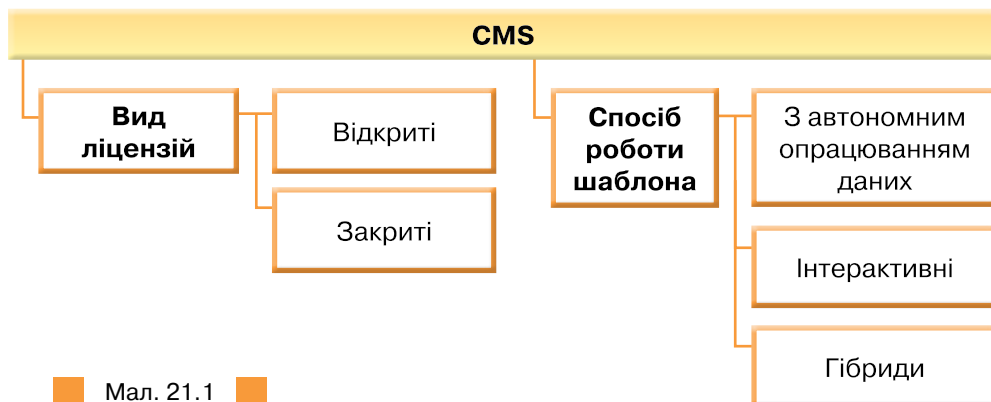 CMS
Вид
ліцензій
Відкриті
Закриті
Спосіб
роботи
шаблона
З автономним
опрацюванням
даних
Інтерактивні
Гібриди
Мал. 21.1